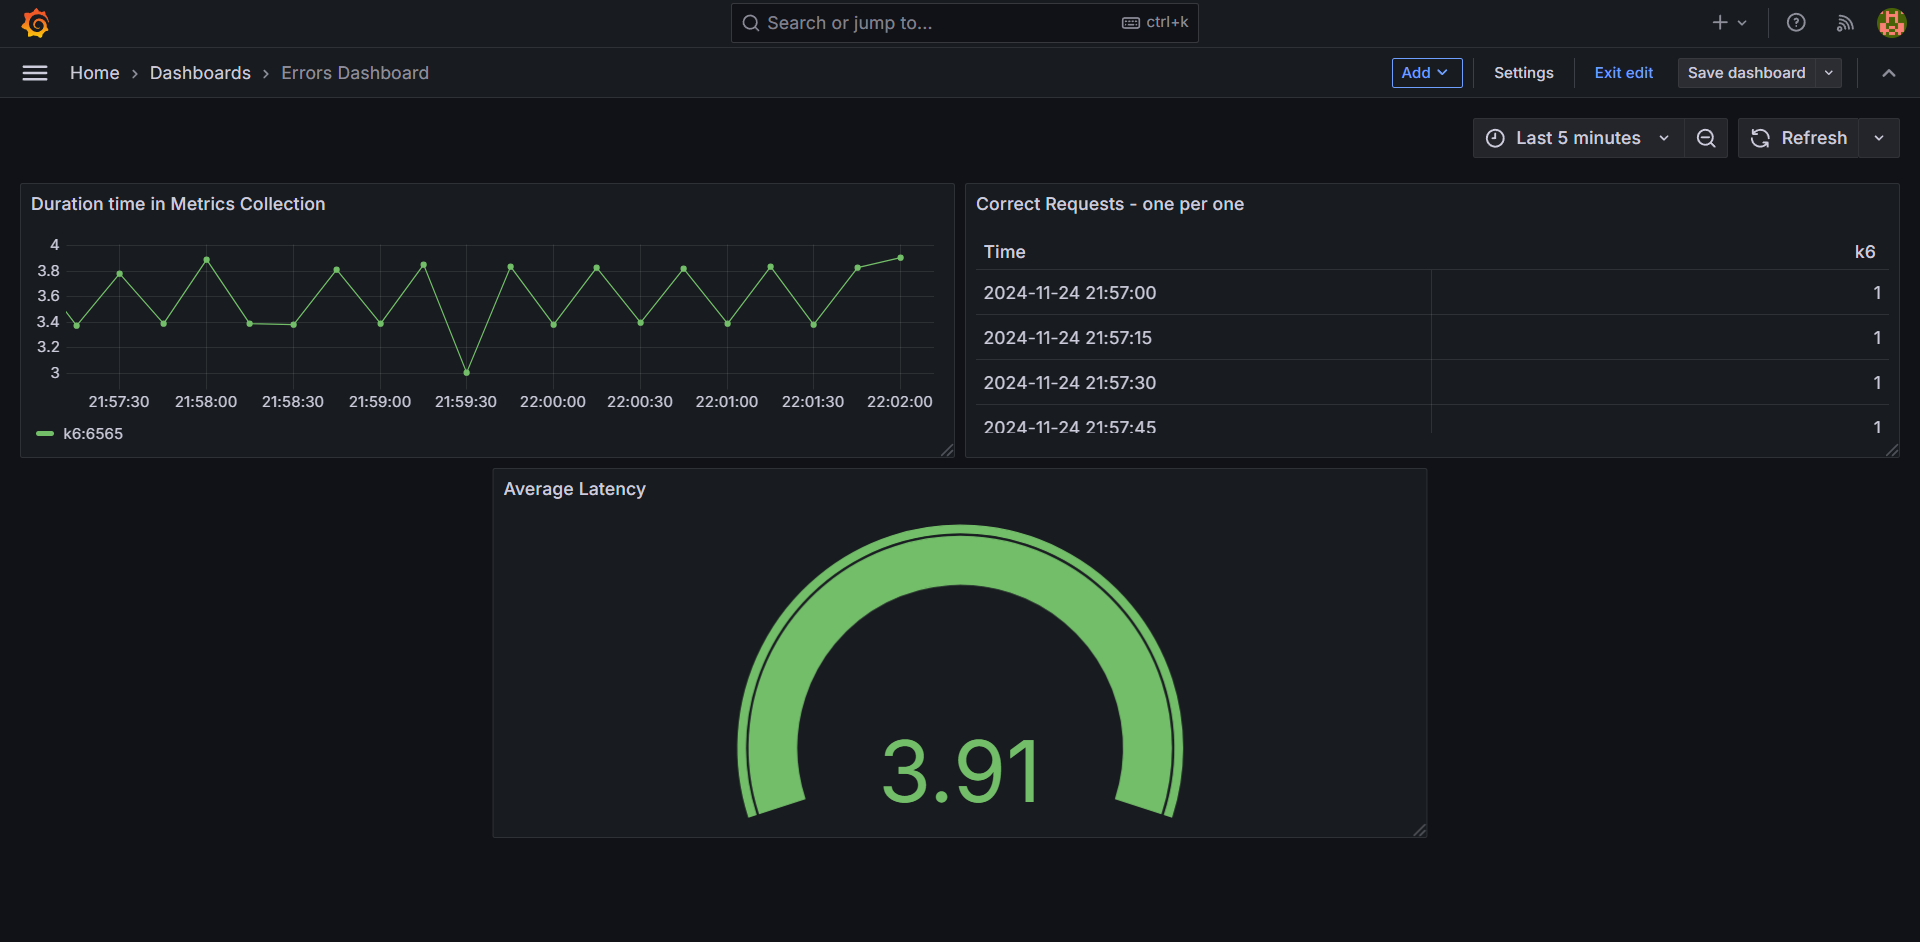 Search or jump to... ctrl+k
Home › Dashboards › Errors Dashboard
Add Settings Exit edit Save dashboard
Last 5 minutes Refresh
Duration time in Metrics Collection
4
3.8
3.6
3.4
3.2
3
21:57:30 21:58:00 21:58:30 21:59:00 21:59:30 22:00:00 22:00:30 22:01:00 22:01:30 22:02:00
k6:6565
Correct Requests - one per one
Time k6
2024-11-24 21:57:00 1
2024-11-24 21:57:15 1
2024-11-24 21:57:30 1
2024-11-24 21:57:45 1
Average Latency
3.91